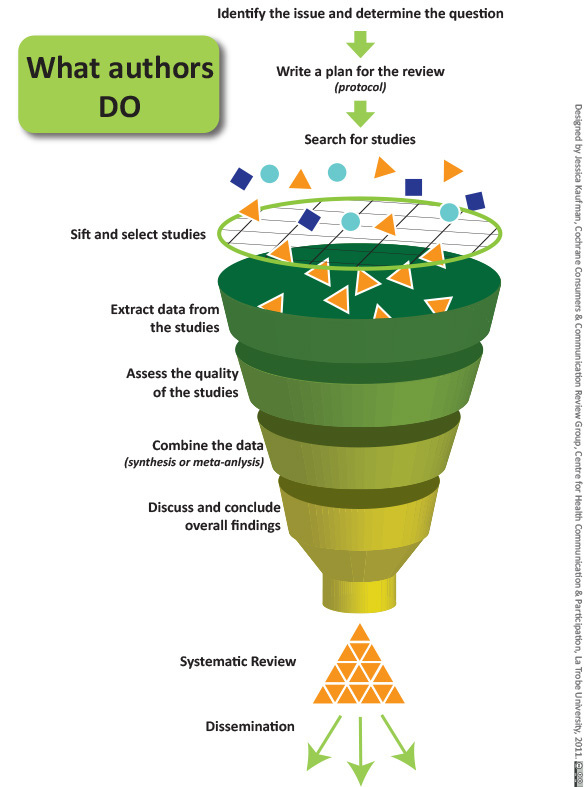 Identify the issue and determine the question
What authors
DO
Write a plan for the review
(protocol)
Search for studies
Sift and select studies
Extract data from
the studies
Assess the quality
of the studies
Combine the data
(synthesis or meta-anlysis)
Discuss and conclude
overall findings
Systematic Review
Dissemination
Designed by Jessica Kaufman, Cochrane Consumers & Communication Review Group, Centre for Health Communication & Participation, La Trobe University, 2011.